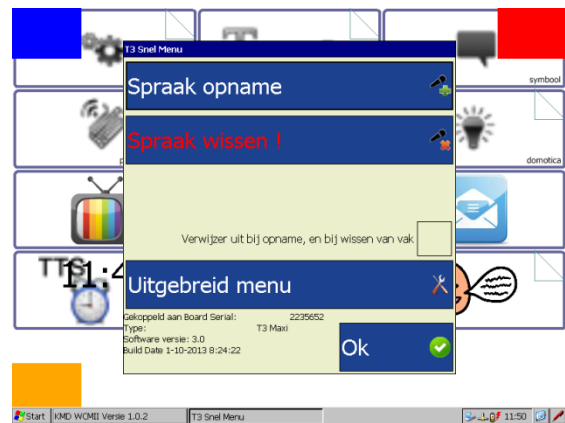 T3 Snel Menu
Spraak opname
symbool
Spraak wissen !
domotica
Verwijzer uit bij opname, en bij wissen van vak
TTS
11:4
Uitgebreid menu
Gekoppeld aan Board Serial: 2235652
Type: T3 Maxi
Software versie: 3.0
Build Date 1-10-2013 8:24:22
Ok
Start KMD WCMII Versie 1.0.2 T3 Snel Menu 11:50